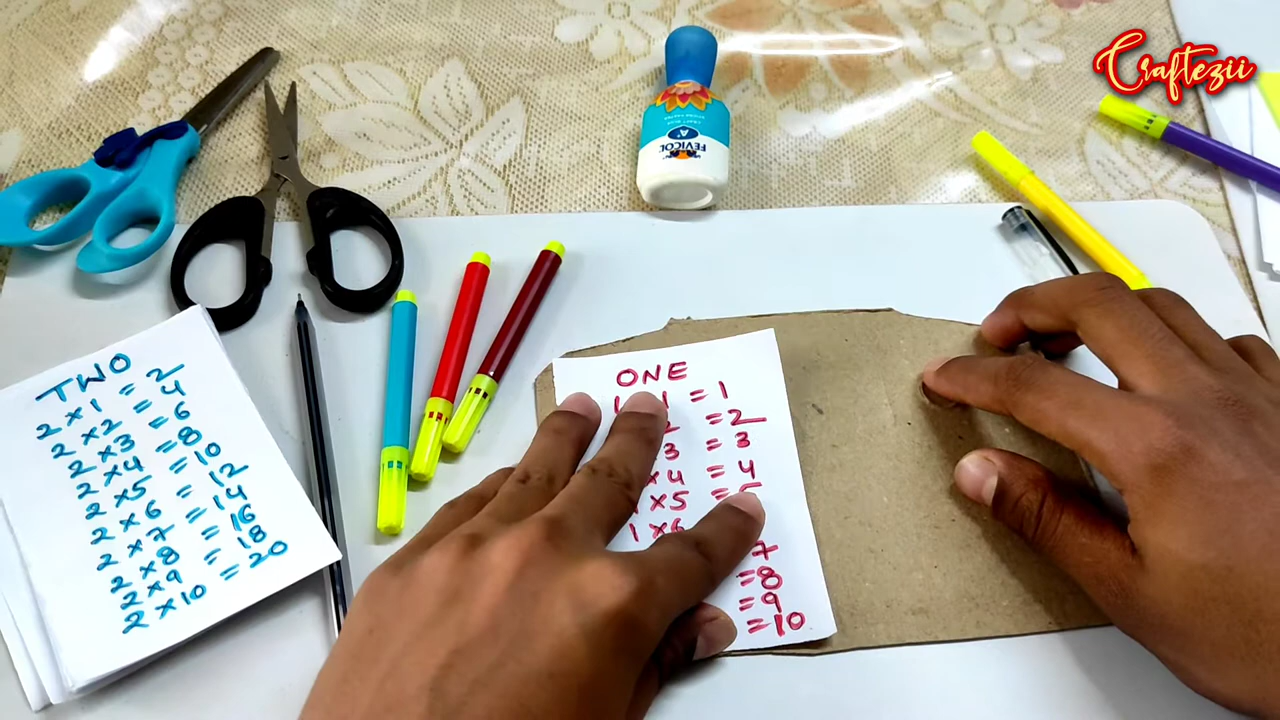 Craftezii
FEVICOL
A+
TWO
2 × 1 = 2
2 × 2 = 4
2 × 3 = 6
2 × 4 = 8
2 × 5 = 10
2 × 6 = 12
2 × 7 = 14
2 × 8 = 16
2 × 9 = 18
2 × 10 = 20
ONE
1 = 1
= 2
3 = 3
× 4 = 4
× 5 =
1 × 6
7
= 8
= 9
= 10